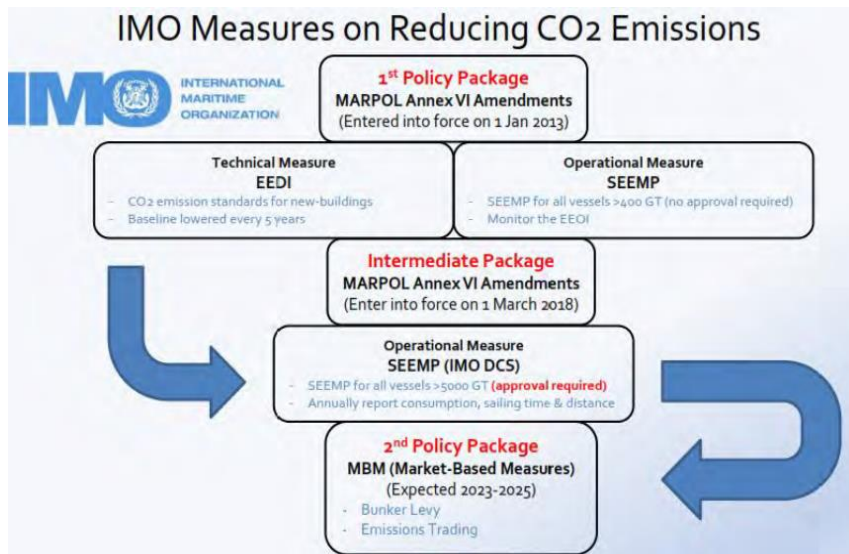 IMO Measures on Reducing CO2 Emissions
IMO
INTERNATIONAL
MARITIME
ORGANIZATION
1st Policy Package
MARPOL Annex VI Amendments
(Entered into force on 1 Jan 2013)
Technical Measure
EEDI
- CO2 emission standards for new-buildings
- Baseline lowered every 5 years
Operational Measure
SEEMP
- SEEMP for all vessels >400 GT (no approval required)
- Monitor the EEOI
Intermediate Package
MARPOL Annex VI Amendments
(Enter into force on 1 March 2018)
Operational Measure
SEEMP (IMO DCS)
- SEEMP for all vessels >5000 GT (approval required)
- Annually report consumption, sailing time & distance
2nd Policy Package
MBM (Market-Based Measures)
(Expected 2023-2025)
- Bunker Levy
- Emissions Trading